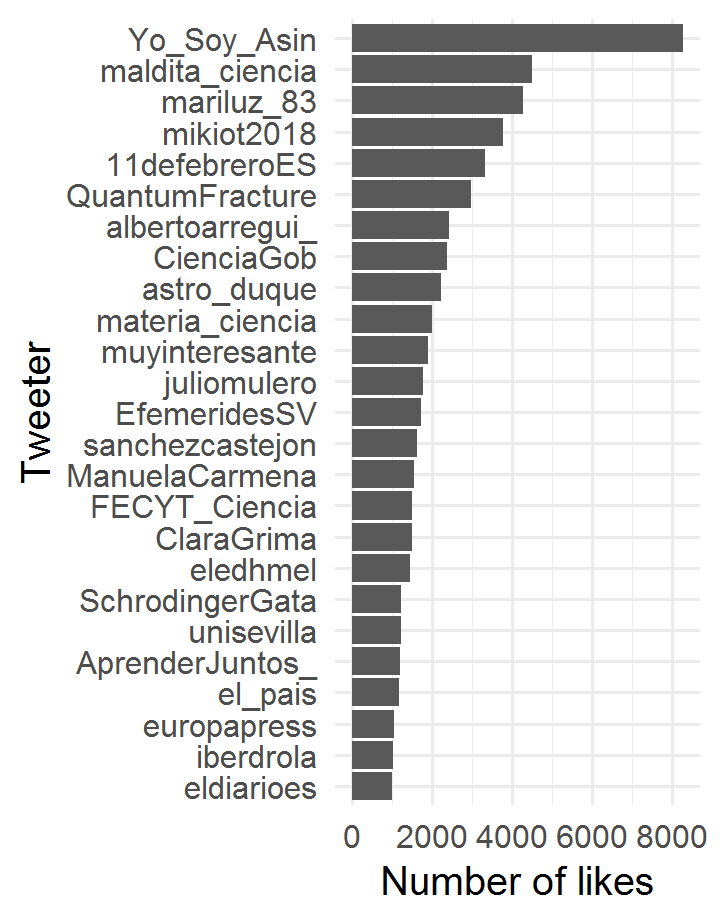 Yo_Soy_Asin
maldita_ciencia
mariluz_83
mikiot2018
11defebreroES
QuantumFracture
albertoarregui_
CienciaGob
astro_duque
materia_ciencia
muyinteresante
juliomulero
EfemeridesSV
sanchezcastejon
ManuelaCarmena
FECYT_Ciencia
ClaraGrima
eledhmel
SchrodingerGata
unisevilla
AprenderJuntos_
el_pais
europapress
iberdrola
eldiarioes
Tweeter
0 2000 4000 6000 8000
Number of likes